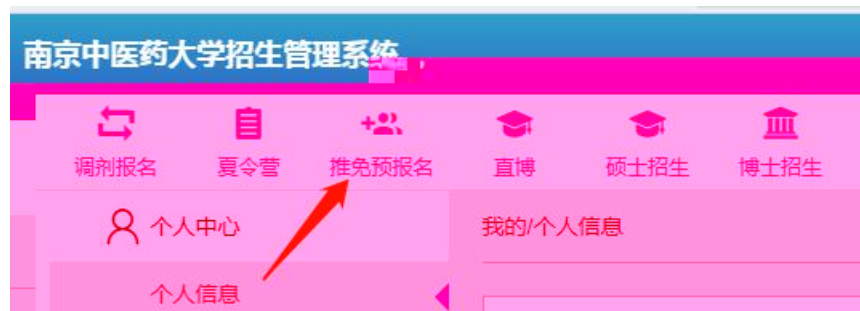 南京中医药大学招生管理系统
调剂报名 夏令营 推免预报名 直博 硕士招生 博士招生
个人中心 我的/个人信息
个人信息